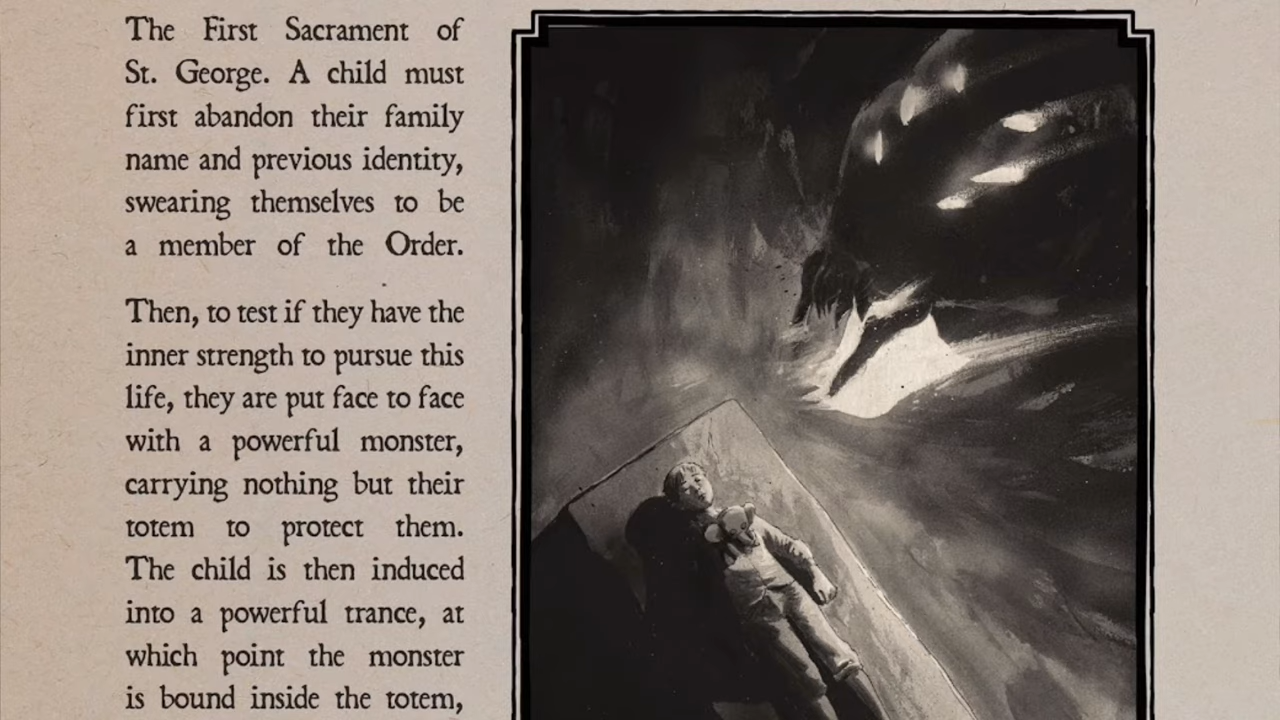 The First Sacrament of
St. George. A child must
first abandon their family
name and previous identity,
swearing themselves to be
a member of the Order.
Then, to test if they have the
inner strength to pursue this
life, they are put face to face
with a powerful monster,
carrying nothing but their
totem to protect them.
The child is then induced
into a powerful trance, at
which point the monster
is bound inside the totem,